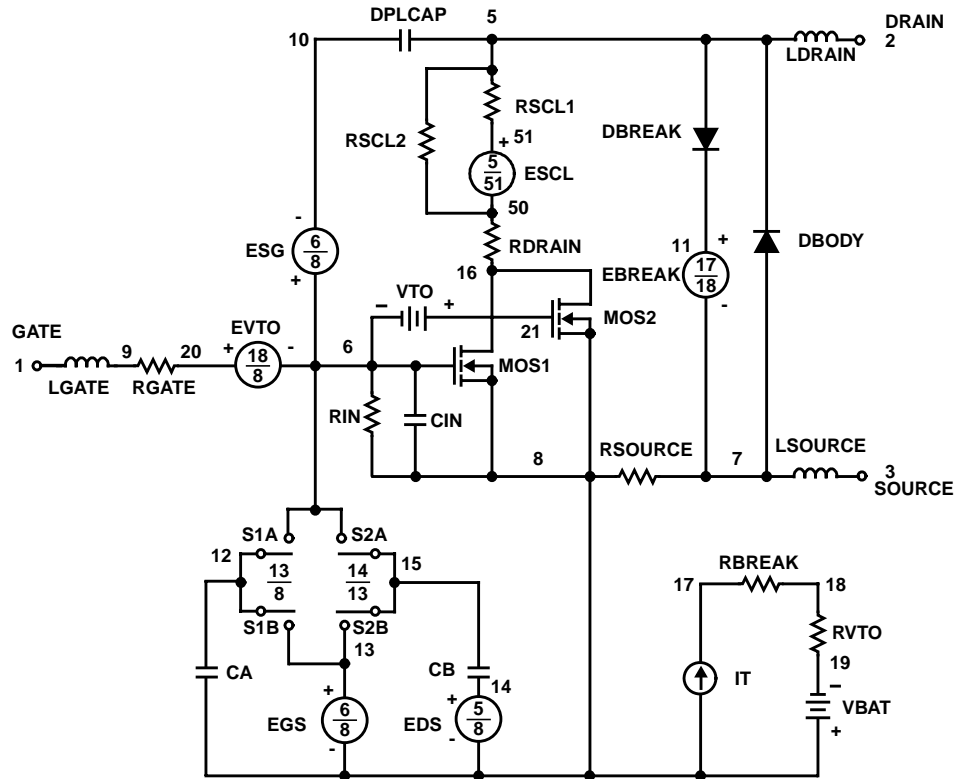 DPLCAP
5
10
DRAIN
2
LDRAIN
RSCL1
RSCL2
+ 51
5
51
ESCL
50
DBREAK
RDRAIN
DBODY
-
ESG
6
8
+
16
11
+
EBREAK
17
18
-
- VTO +
21
MOS2
GATE
1
LGATE
9
RGATE
20
EVTO
+
18
8
-
6
MOS1
RIN
CIN
8
RSOURCE
7
LSOURCE
3
SOURCE
S1A
S2A
12
13
8
14
13
15
S1B
S2B
13
CA
CB
14
+
EGS
6
8
-
+
EDS
5
8
-
RBREAK
17
18
RVTO
19
IT
-
VBAT
+